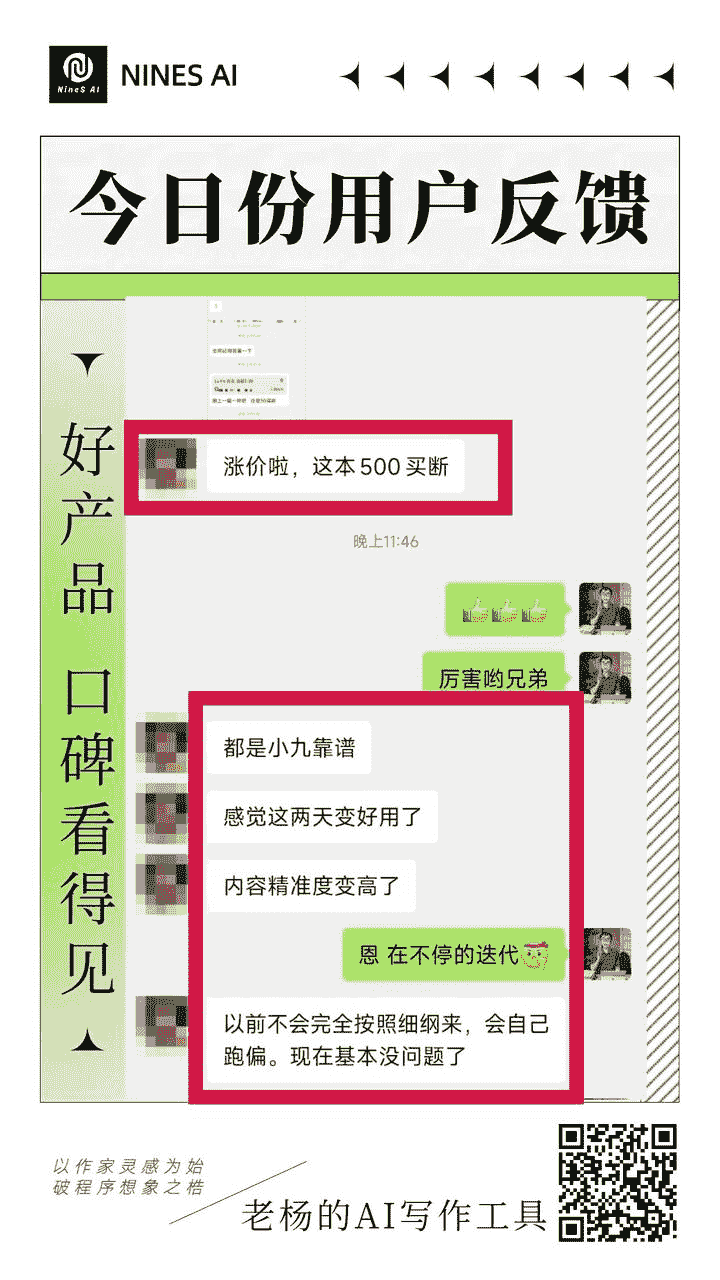 NineS AI
NINES AI
今日份用户反馈
好产品 口碑看得见
涨价啦，这本500买断
晚上11:46
厉害哟兄弟
都是小九靠谱
感觉这两天变好用了
内容精准度变高了
恩 在不停的迭代
以前不会完全按照细纲来，会自己
跑偏。现在基本没问题了
以作家灵感为始
破程序想象之梏
老杨的AI写作工具